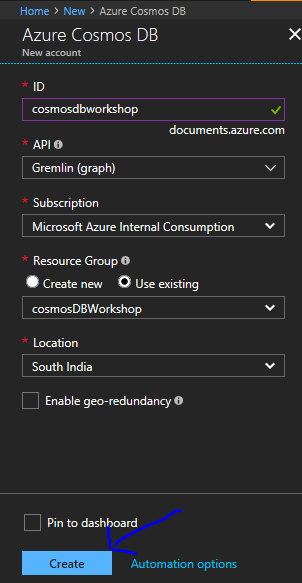 Home > New > Azure Cosmos DB
Azure Cosmos DB
New account
* ID
cosmosdbworkshop
documents.azure.com
* API
Gremlin (graph)
* Subscription
Microsoft Azure Internal Consumption
* Resource Group
Create new Use existing
cosmosDBWorkshop
* Location
South India
Enable geo-redundancy
Pin to dashboard
Create Automation options